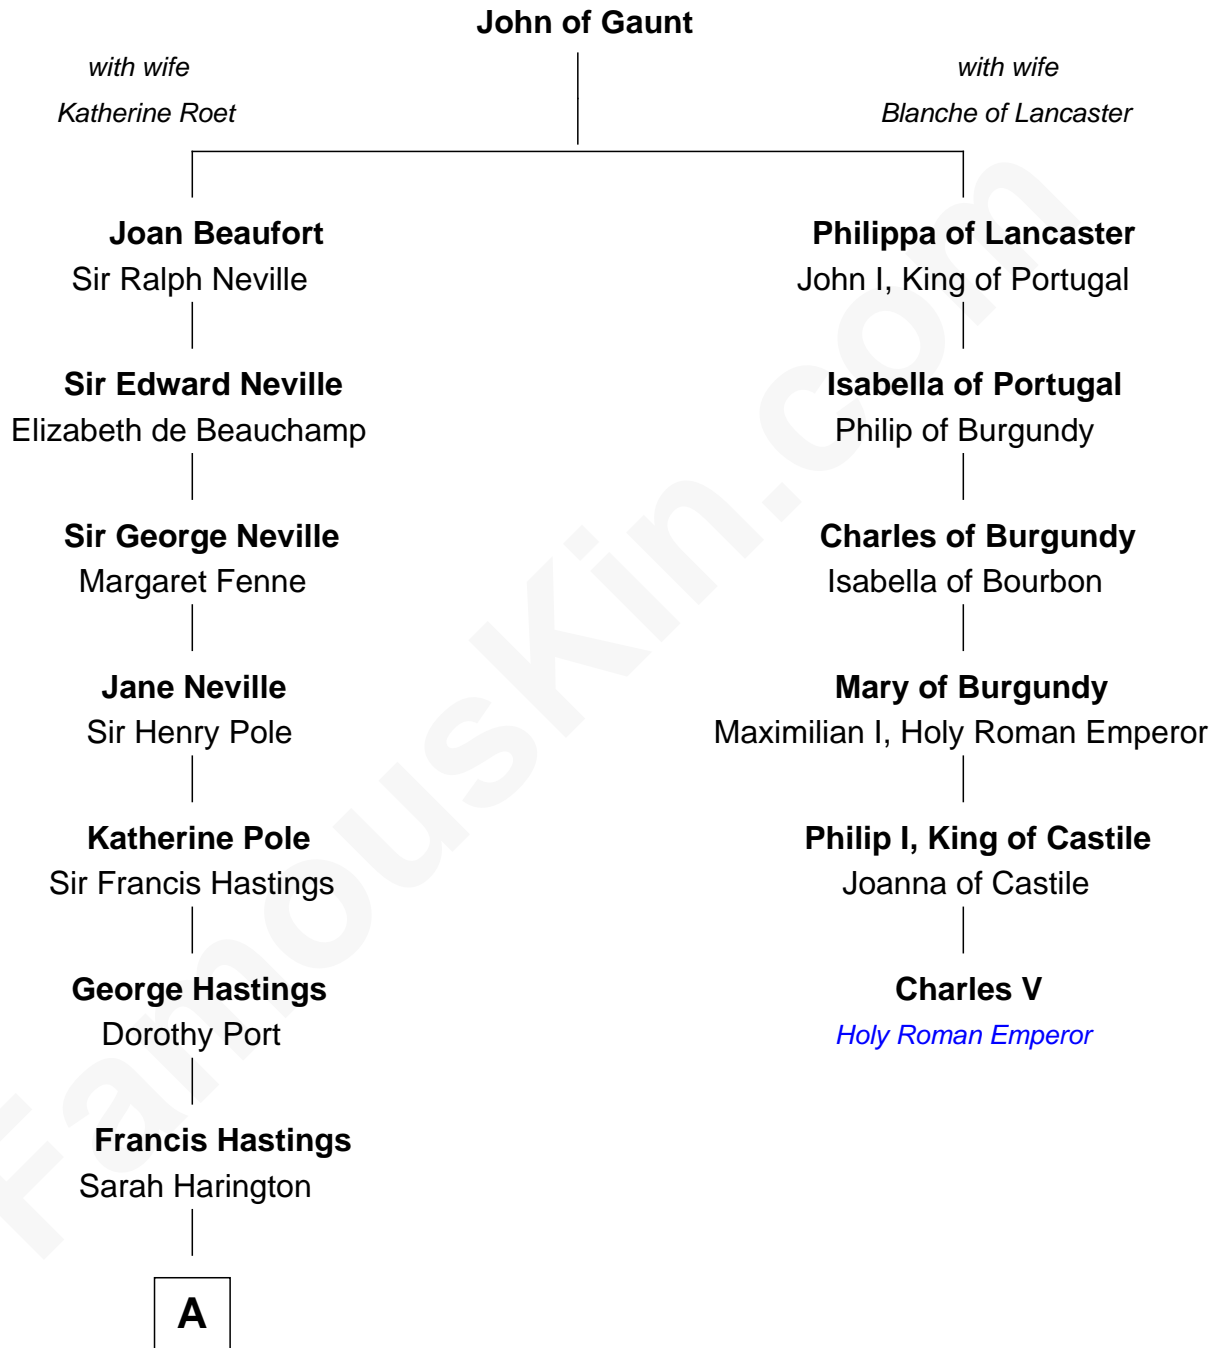 John of Gaunt
with wife
Katherine Roet
with wife
Blanche of Lancaster
Joan Beaufort
Sir Ralph Neville
Philippa of Lancaster
John I, King of Portugal
Sir Edward Neville
Elizabeth de Beauchamp
Isabella of Portugal
Philip of Burgundy
Sir George Neville
Margaret Fenne
Charles of Burgundy
Isabella of Bourbon
Jane Neville
Sir Henry Pole
Mary of Burgundy
Maximilian I, Holy Roman Emperor
Katherine Pole
Sir Francis Hastings
Philip I, King of Castile
Joanna of Castile
George Hastings
Dorothy Port
Charles V
Holy Roman Emperor
Francis Hastings
Sarah Harington
A
FamousKin.com